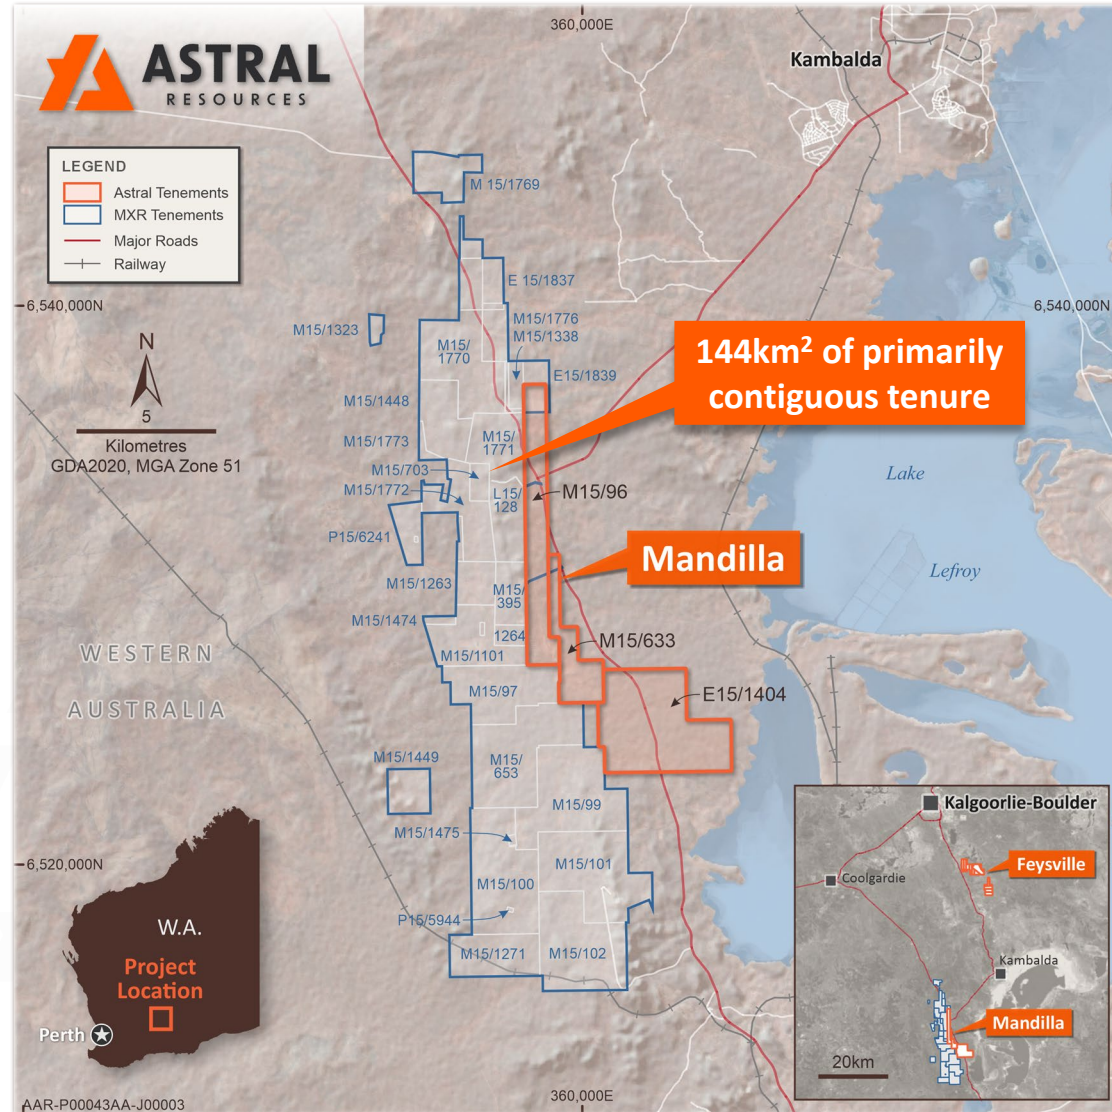 360,000E
ASTRAL
RESOURCES
Kambalda
LEGEND
Astral Tenements
MXR Tenements
Major Roads
Railway
M 15/1769
E 15/1837
6,540,000N
6,540,000N
M15/1776
M15/1323
M15/1338
N
M15/
1770
144km² of primarily
contiguous tenure
E15/1839
5
Kilometres
GDA2020, MGA Zone 51
M15/1448
M15/1773
M15/
1771
M15/703
M15/1772
L15/
128
M15/96
Lake
Lefroy
P15/6241
Mandilla
M15/1263
M15/
395
M15/1474
1264
M15/633
M15/1101
WESTERN
AUSTRALIA
M15/97
E15/1404
M15/1449
M15/
653
M15/99
M15/1475
M15/101
M15/100
P15/5944
M15/1271
M15/102
6,520,000N
W.A.
Project
Location
Perth
Kalgoorlie-Boulder
Feysville
Coolgardie
Kambalda
Mandilla
20km
360,000E
AAR-P00043AA-J00003